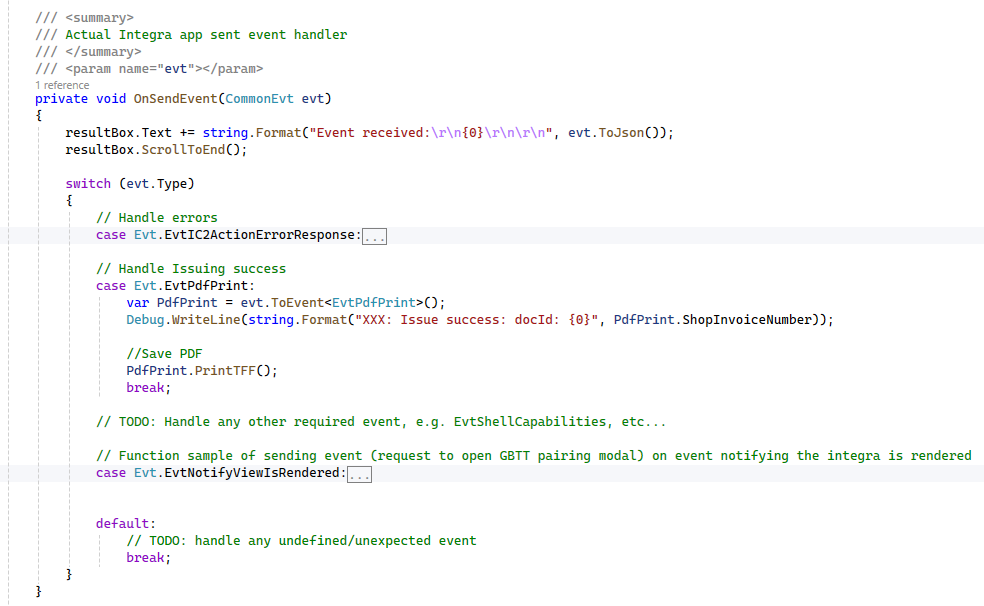 /// <summary>
/// Actual Integra app sent event handler
/// </summary>
/// <param name="evt"></param>
1 reference
private void OnSendEvent(CommonEvt evt)
{
resultBox.Text += string.Format("Event received:\r\n{0}\r\n\r\n", evt.ToJson());
resultBox.ScrollToEnd();
switch (evt.Type)
{
// Handle errors
case Evt.EvtIC2ActionErrorResponse:...
// Handle Issuing success
case Evt.EvtPdfPrint:
var PdfPrint = evt.ToEvent<EvtPdfPrint>();
Debug.WriteLine(string.Format("XXX: Issue success: docId: {0}", PdfPrint.ShopInvoiceNumber));
//Save PDF
PdfPrint.PrintTFF();
break;
// TODO: Handle any other required event, e.g. EvtShellCapabilities, etc...
// Function sample of sending event (request to open GBTT pairing modal) on event notifying the integra is rendered
case Evt.EvtNotifyViewIsRendered:...
default:
// TODO: handle any undefined/unexpected event
break;
}
}